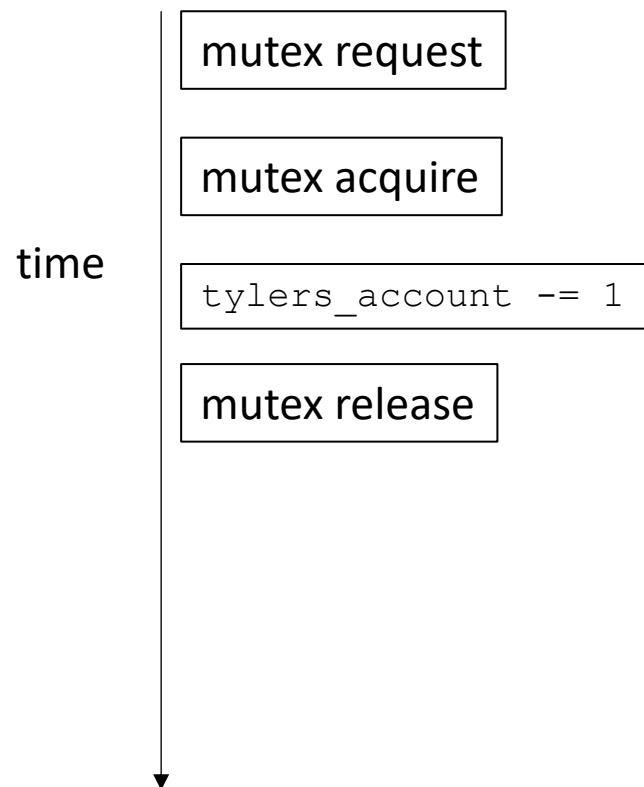 mutex request
mutex acquire
time
tylers_account -= 1
mutex release